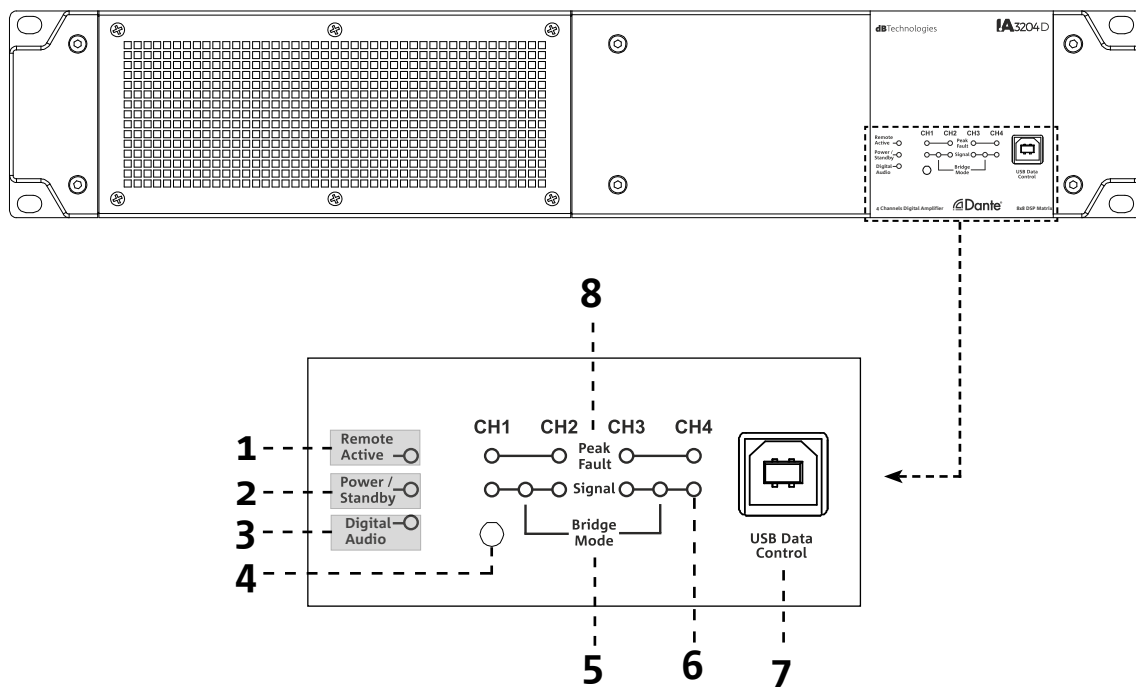 dBTechnologies
IA3204D
CH1 CH2 CH3 CH4
Remote
Active
Peak
Fault
Power /
Standby
Signal
Digital
Audio
Bridge
Mode
USB Data
Control
4 Channels Digital Amplifier
Dante
8x8 DSP Matrix
8
CH1 CH2 CH3 CH4
1
Remote
Active
Peak
Fault
2
Power /
Standby
Signal
3
Digital
Audio
Bridge
Mode
USB Data
Control
4
5
6
7